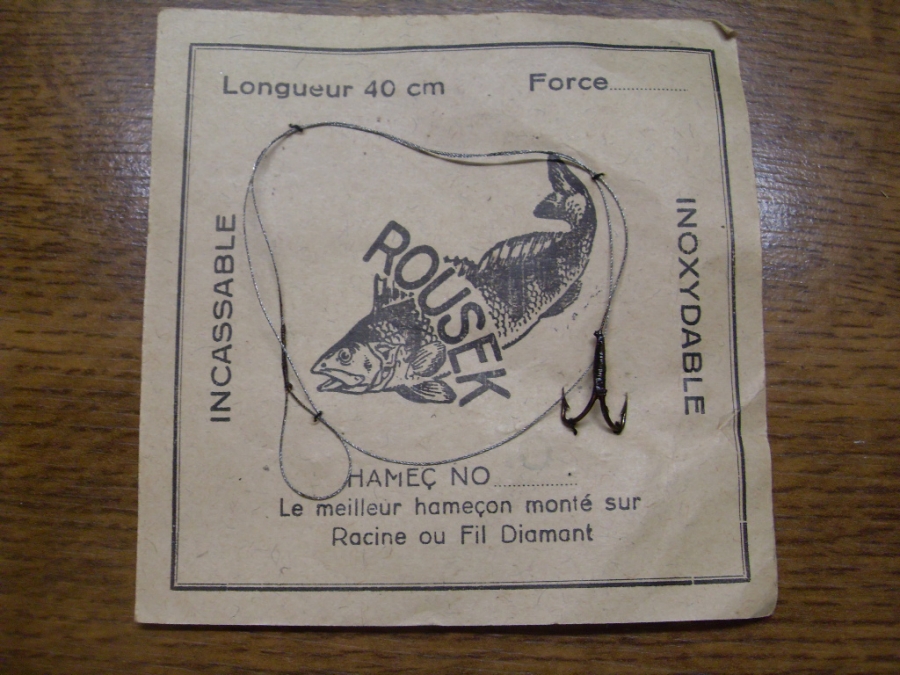 Longueur 40 cm
Force..................
INCASSABLE
ROUSEK
INOXYDABLE
HAMEÇ NO..................
Le meilleur hameçon monté sur
Racine ou Fil Diamant